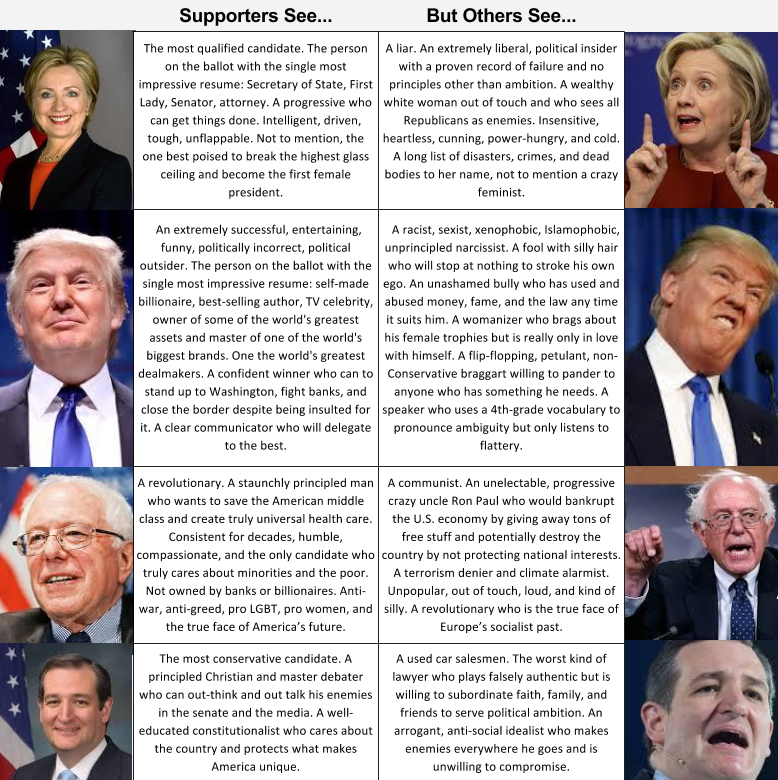 Supporters See...
But Others See...
The most qualified candidate. The person
on the ballot with the single most
impressive resume: Secretary of State, First
Lady, Senator, attorney. A progressive who
can get things done. Intelligent, driven,
tough, unflappable. Not to mention, the
one best poised to break the highest glass
ceiling and become the first female
president.
A liar. An extremely liberal, political insider
with a proven record of failure and no
principles other than ambition. A wealthy
white woman out of touch and who sees all
Republicans as enemies. Insensitive,
heartless, cunning, power-hungry, and cold.
A long list of disasters, crimes, and dead
bodies to her name, not to mention a crazy
feminist.
An extremely successful, entertaining,
funny, politically incorrect, political
outsider. The person on the ballot with the
single most impressive resume: self-made
billionaire, best-selling author, TV celebrity,
owner of some of the world's greatest
assets and master of one of the world's
biggest brands. One the world's greatest
dealmakers. A confident winner who can to
stand up to Washington, fight banks, and
close the border despite being insulted for
it. A clear communicator who will delegate
to the best.
A racist, sexist, xenophobic, Islamophobic,
unprincipled narcissist. A fool with silly hair
who will stop at nothing to stroke his own
ego. An unashamed bully who has used and
abused money, fame, and the law any time
it suits him. A womanizer who brags about
his female trophies but is really only in love
with himself. A flip-flopping, petulant, non-
Conservative braggart willing to pander to
anyone who has something he needs. A
speaker who uses a 4th-grade vocabulary to
pronounce ambiguity but only listens to
flattery.
A revolutionary. A staunchly principled man
who wants to save the American middle
class and create truly universal health care.
Consistent for decades, humble,
compassionate, and the only candidate who
truly cares about minorities and the poor.
Not owned by banks or billionaires. Anti-
war, anti-greed, pro LGBT, pro women, and
the true face of America’s future.
A communist. An unelectable, progressive
crazy uncle Ron Paul who would bankrupt
the U.S. economy by giving away tons of
free stuff and potentially destroy the
country by not protecting national interests.
A terrorism denier and climate alarmist.
Unpopular, out of touch, loud, and kind of
silly. A revolutionary who is the true face of
Europe’s socialist past.
The most conservative candidate. A
principled Christian and master debater
who can out-think and out talk his enemies
in the senate and the media. A well-
educated constitutionalist who cares about
the country and protects what makes
America unique.
A used car salesmen. The worst kind of
lawyer who plays falsely authentic but is
willing to subordinate faith, family, and
friends to serve political ambition. An
arrogant, anti-social idealist who makes
enemies everywhere he goes and is
unwilling to compromise.